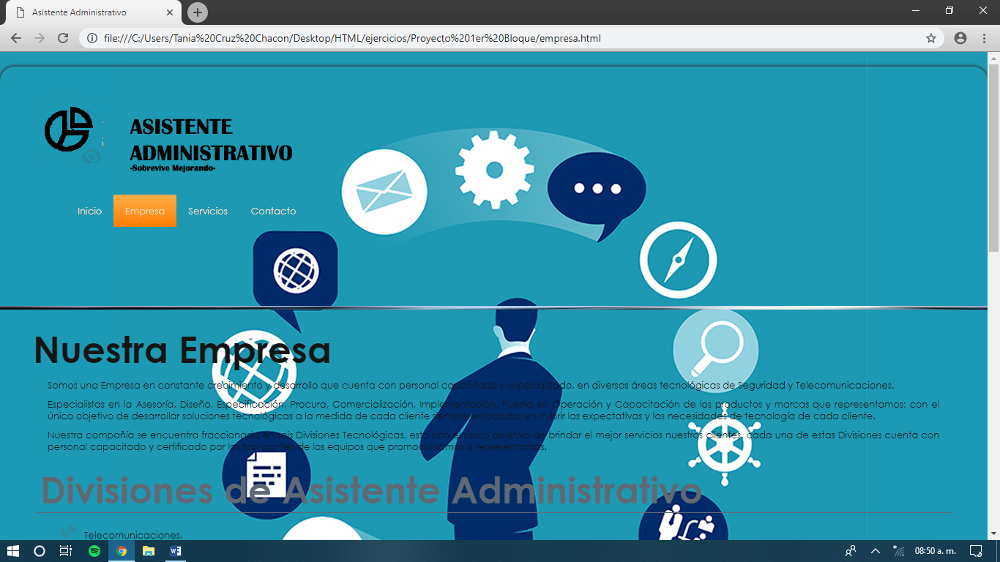 Asistente Administrativo
file:///C:/Users/Tania%20Cruz%20Chacon/Desktop/HTML/ejercicios/Proyecto%201er%20Bloque/empresa.html
ASISTENTE
ADMINISTRATIVO
-Sobrevive Mejorando-
Inicio Empresa Servicios Contacto
Nuestra Empresa
Somos una Empresa en constante crecimiento y desarrollo que cuenta con personal capacitado y especializado, en diversas áreas tecnológicas de Seguridad y Telecomunicaciones.
Especialistas en la Asesoría, Diseño, Especificación, Procura, Comercialización, Implementación, Puesta en Operación y Capacitación de los productos y marcas que representamos; con el
único objetivo de desarrollar soluciones tecnológicas a la medida de cada cliente siempre enfocados en cubrir las expectativas y las necesidades de tecnología de cada cliente.
Nuestra compañía se encuentra fraccionada en seis Divisiones Tecnológicas, esto con el único objetivo de brindar el mejor servicios nuestros clientes, cada una de estas Divisiones cuenta con
personal capacitado y certificado por los fabricantes de los equipos que promocionamos o representamos.
Divisiones de Asistente Administrativo
Telecomunicaciones.
08:50 a. m.